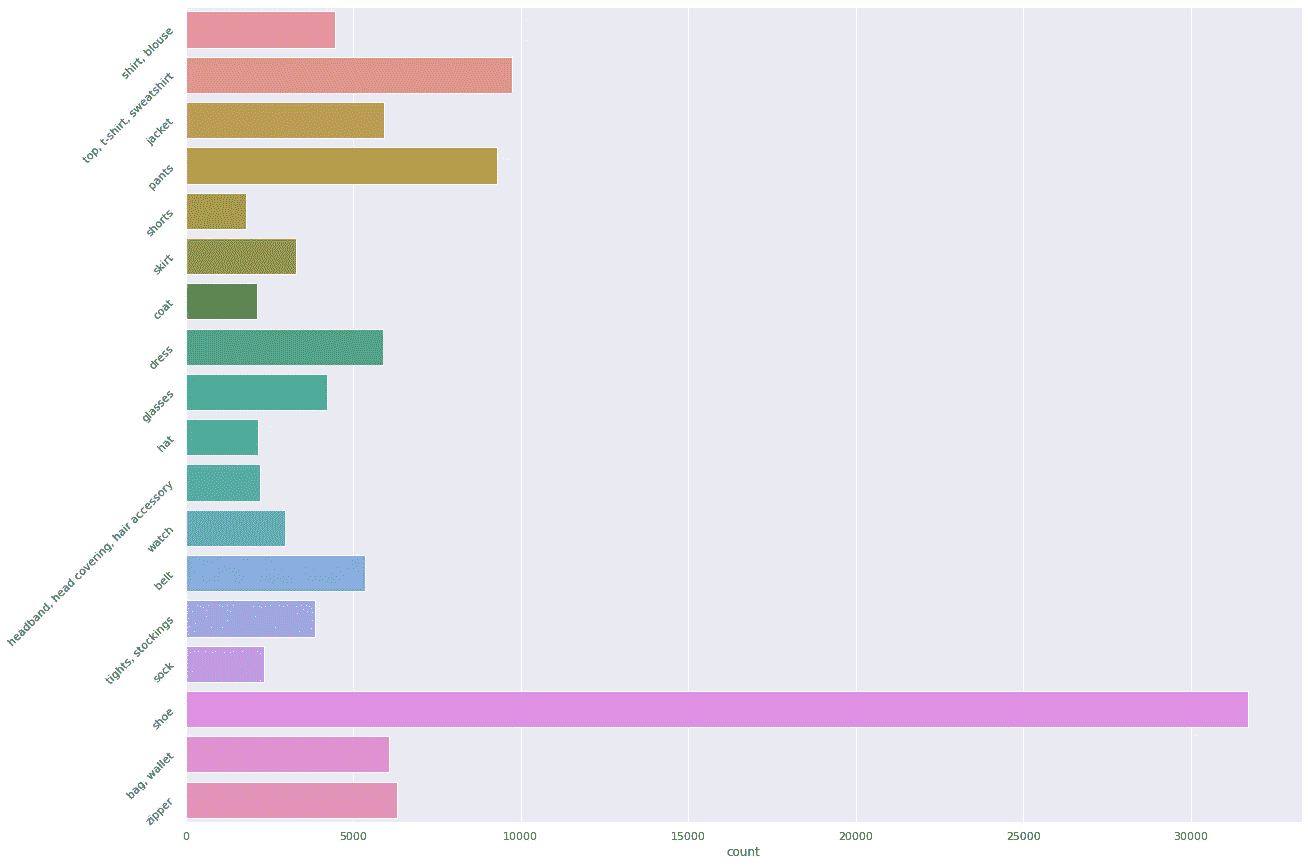 shirt, blouse
top, t-shirt, sweatshirt
jacket
pants
shorts
skirt
coat
dress
glasses
hat
headband, head covering, hair accessory
watch
belt
tights, stockings
sock
shoe
bag, wallet
zipper
0 5000 10000 15000 20000 25000 30000
count